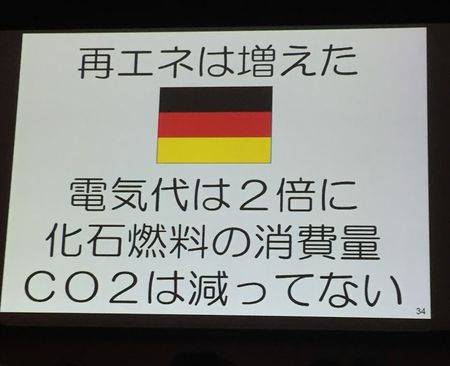 再エネは増えた
電気代は２倍に
化石燃料の消費量
ＣＯ２は減ってない
34